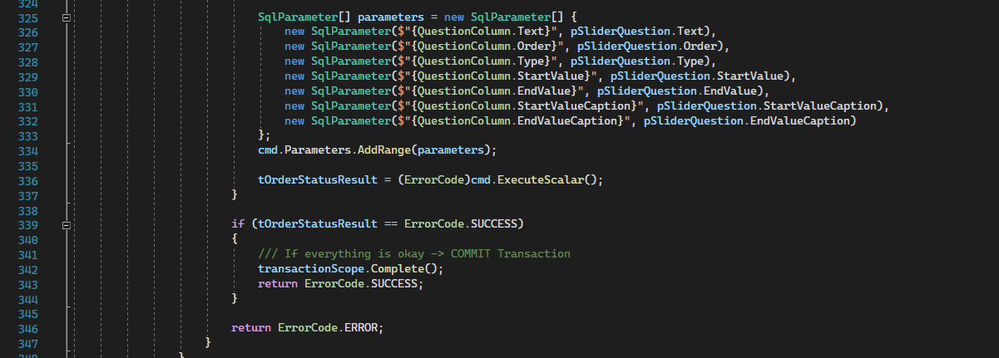 324
325 SqlParameter[] parameters = new SqlParameter[] {
326 new SqlParameter($"{QuestionColumn.Text}", pSliderQuestion.Text),
327 new SqlParameter($"{QuestionColumn.Order}", pSliderQuestion.Order),
328 new SqlParameter($"{QuestionColumn.Type}", pSliderQuestion.Type),
329 new SqlParameter($"{QuestionColumn.StartValue}", pSliderQuestion.StartValue),
330 new SqlParameter($"{QuestionColumn.EndValue}", pSliderQuestion.EndValue),
331 new SqlParameter($"{QuestionColumn.StartValueCaption}", pSliderQuestion.StartValueCaption),
332 new SqlParameter($"{QuestionColumn.EndValueCaption}", pSliderQuestion.EndValueCaption)
333 };
334 cmd.Parameters.AddRange(parameters);
335
336 tOrderStatusResult = (ErrorCode)cmd.ExecuteScalar();
337 }
338
339 if (tOrderStatusResult == ErrorCode.SUCCESS)
340 {
341 /// If everything is okay -> COMMIT Transaction
342 transactionScope.Complete();
343 return ErrorCode.SUCCESS;
344 }
345
346 return ErrorCode.ERROR;
347 }
348 }